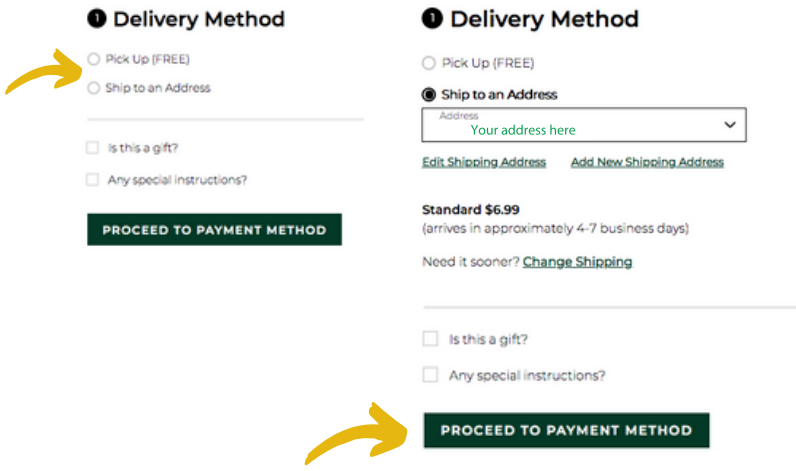 1 Delivery Method
Pick Up (FREE)
Ship to an Address
Is this a gift?
Any special instructions?
PROCEED TO PAYMENT METHOD
1 Delivery Method
Pick Up (FREE)
Ship to an Address
Address
Your address here
Edit Shipping Address Add New Shipping Address
Standard $6.99
(arrives in approximately 4-7 business days)
Need it sooner? Change Shipping
Is this a gift?
Any special instructions?
PROCEED TO PAYMENT METHOD